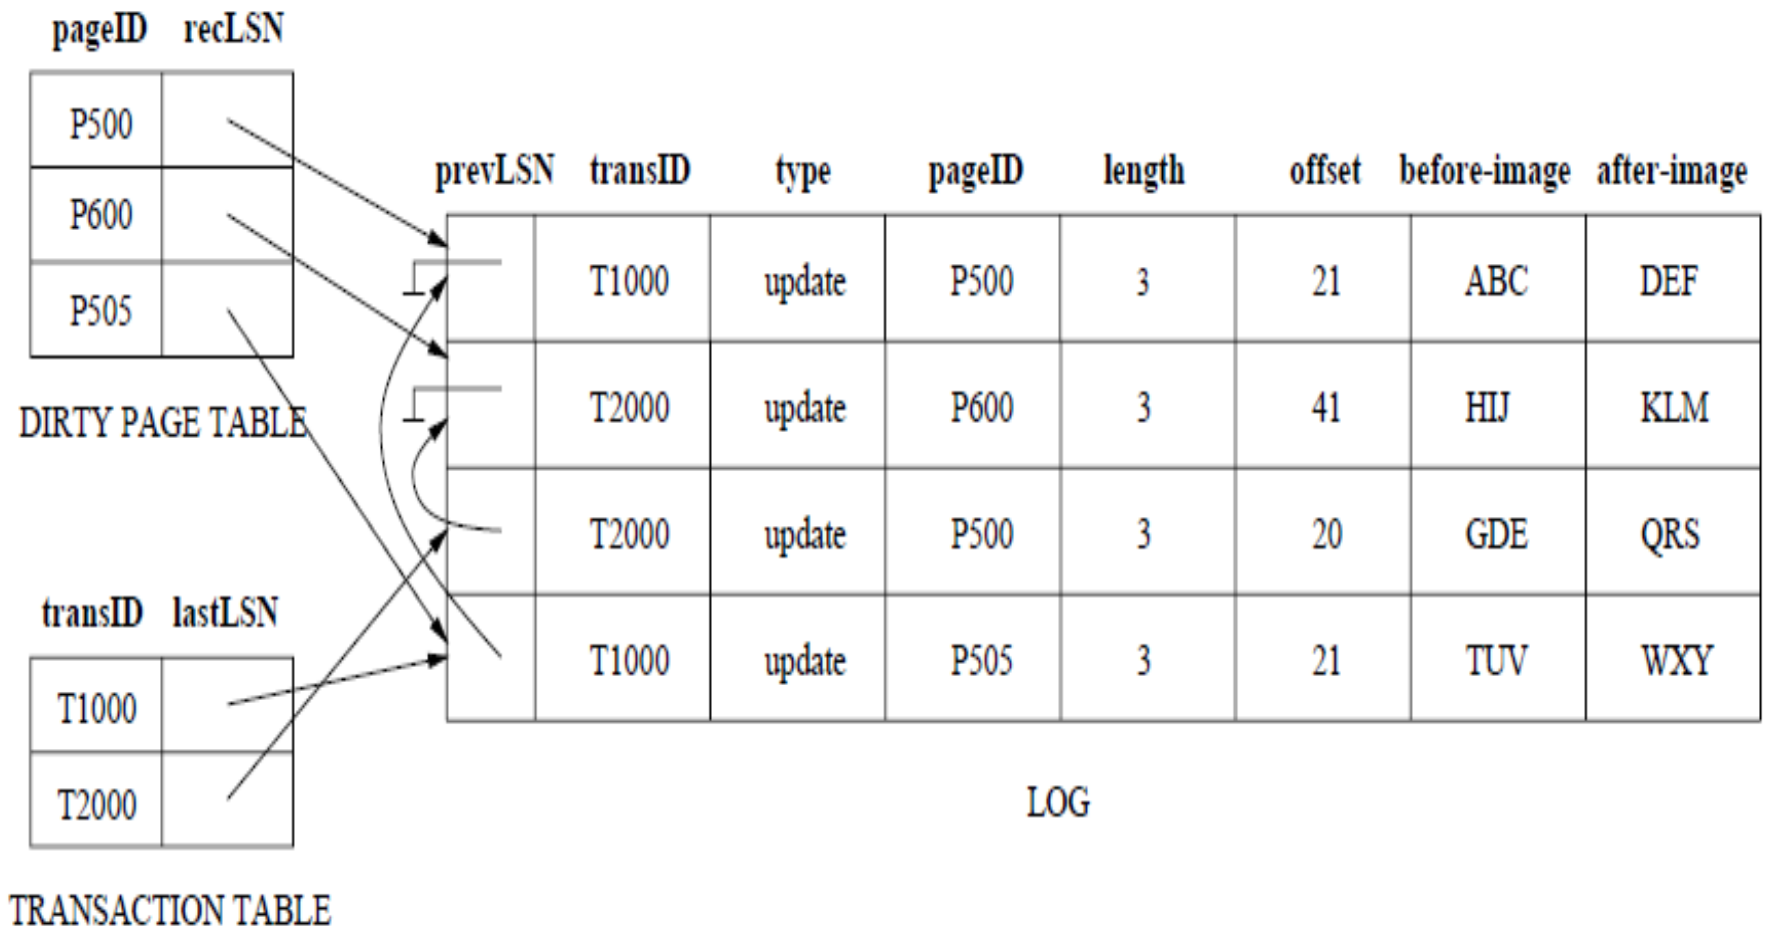 pageID recLSN
P500
P600
P505
DIRTY PAGE TABLE
transID lastLSN
T1000
T2000
TRANSACTION TABLE
prevLSN transID type pageID length offset before-image after-image
T1000 update P500 3 21 ABC DEF
T2000 update P600 3 41 HIJ KLM
T2000 update P500 3 20 GDE QRS
T1000 update P505 3 21 TUV WXY
LOG